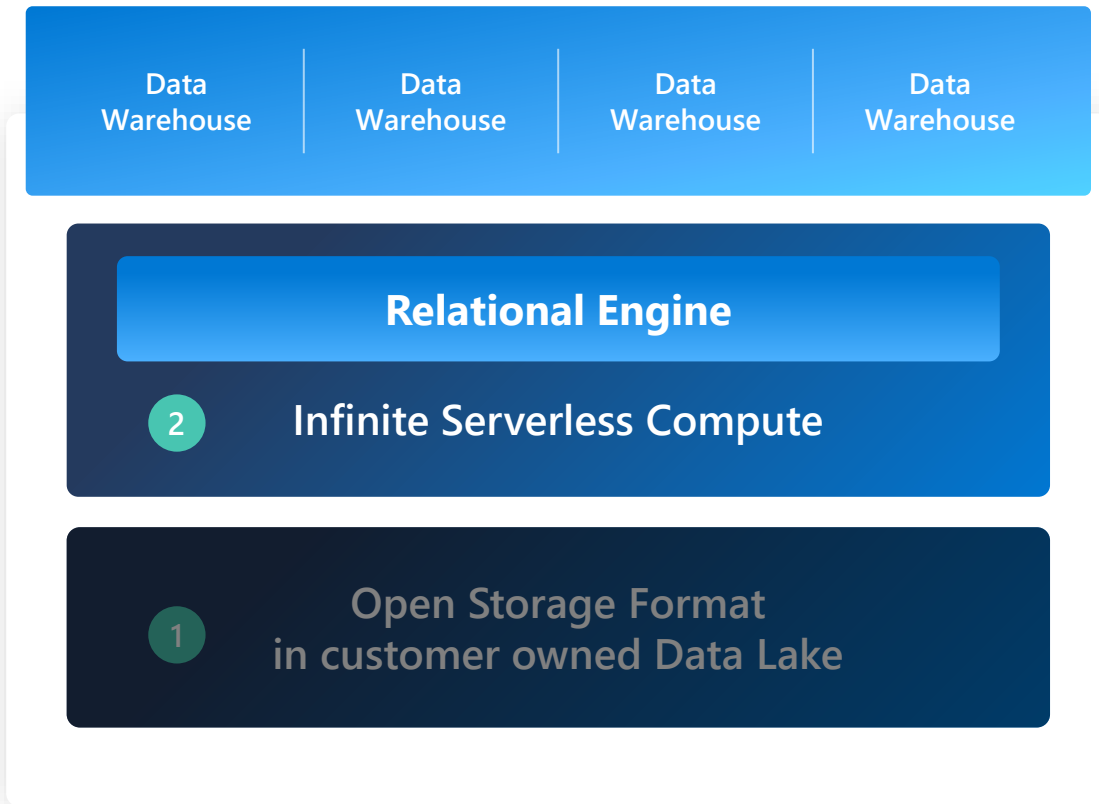 Data Warehouse
Data Warehouse
Data Warehouse
Data Warehouse
Relational Engine
2
Infinite Serverless Compute
1
Open Storage Format
in customer owned Data Lake